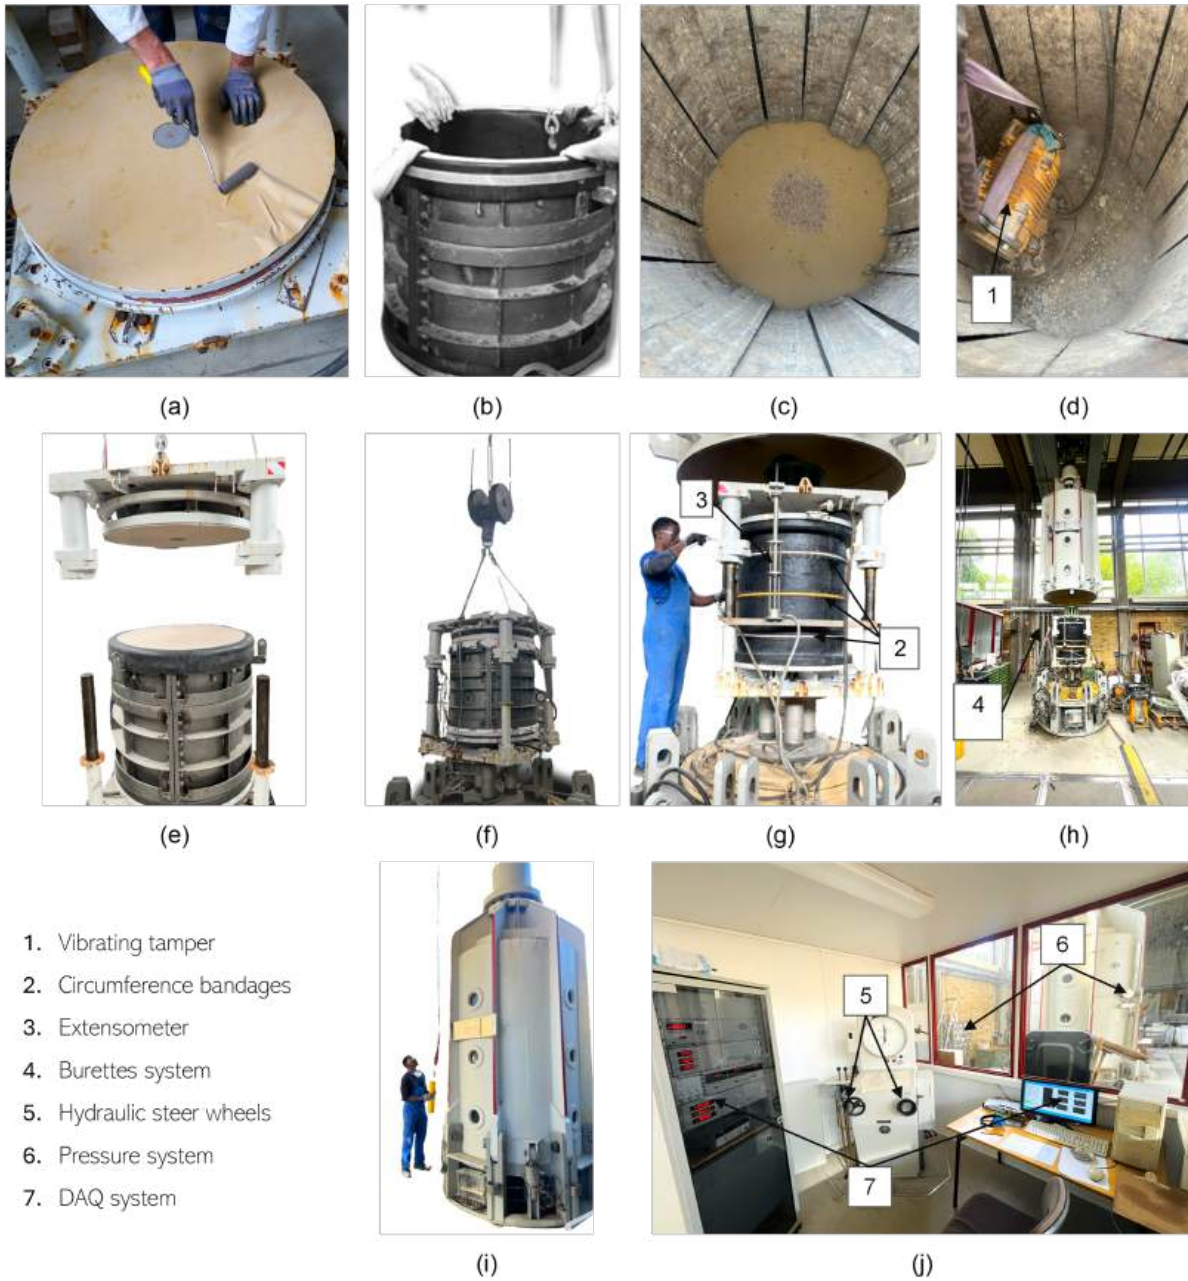 1
(a)
(b)
(c)
(d)
3
2
4
(e)
(f)
(g)
(h)
1. Vibrating tamper
2. Circumference bandages
3. Extensometer
4. Burettes system
5. Hydraulic steer wheels
6. Pressure system
7. DAQ system
6
5
7
(i)
(j)